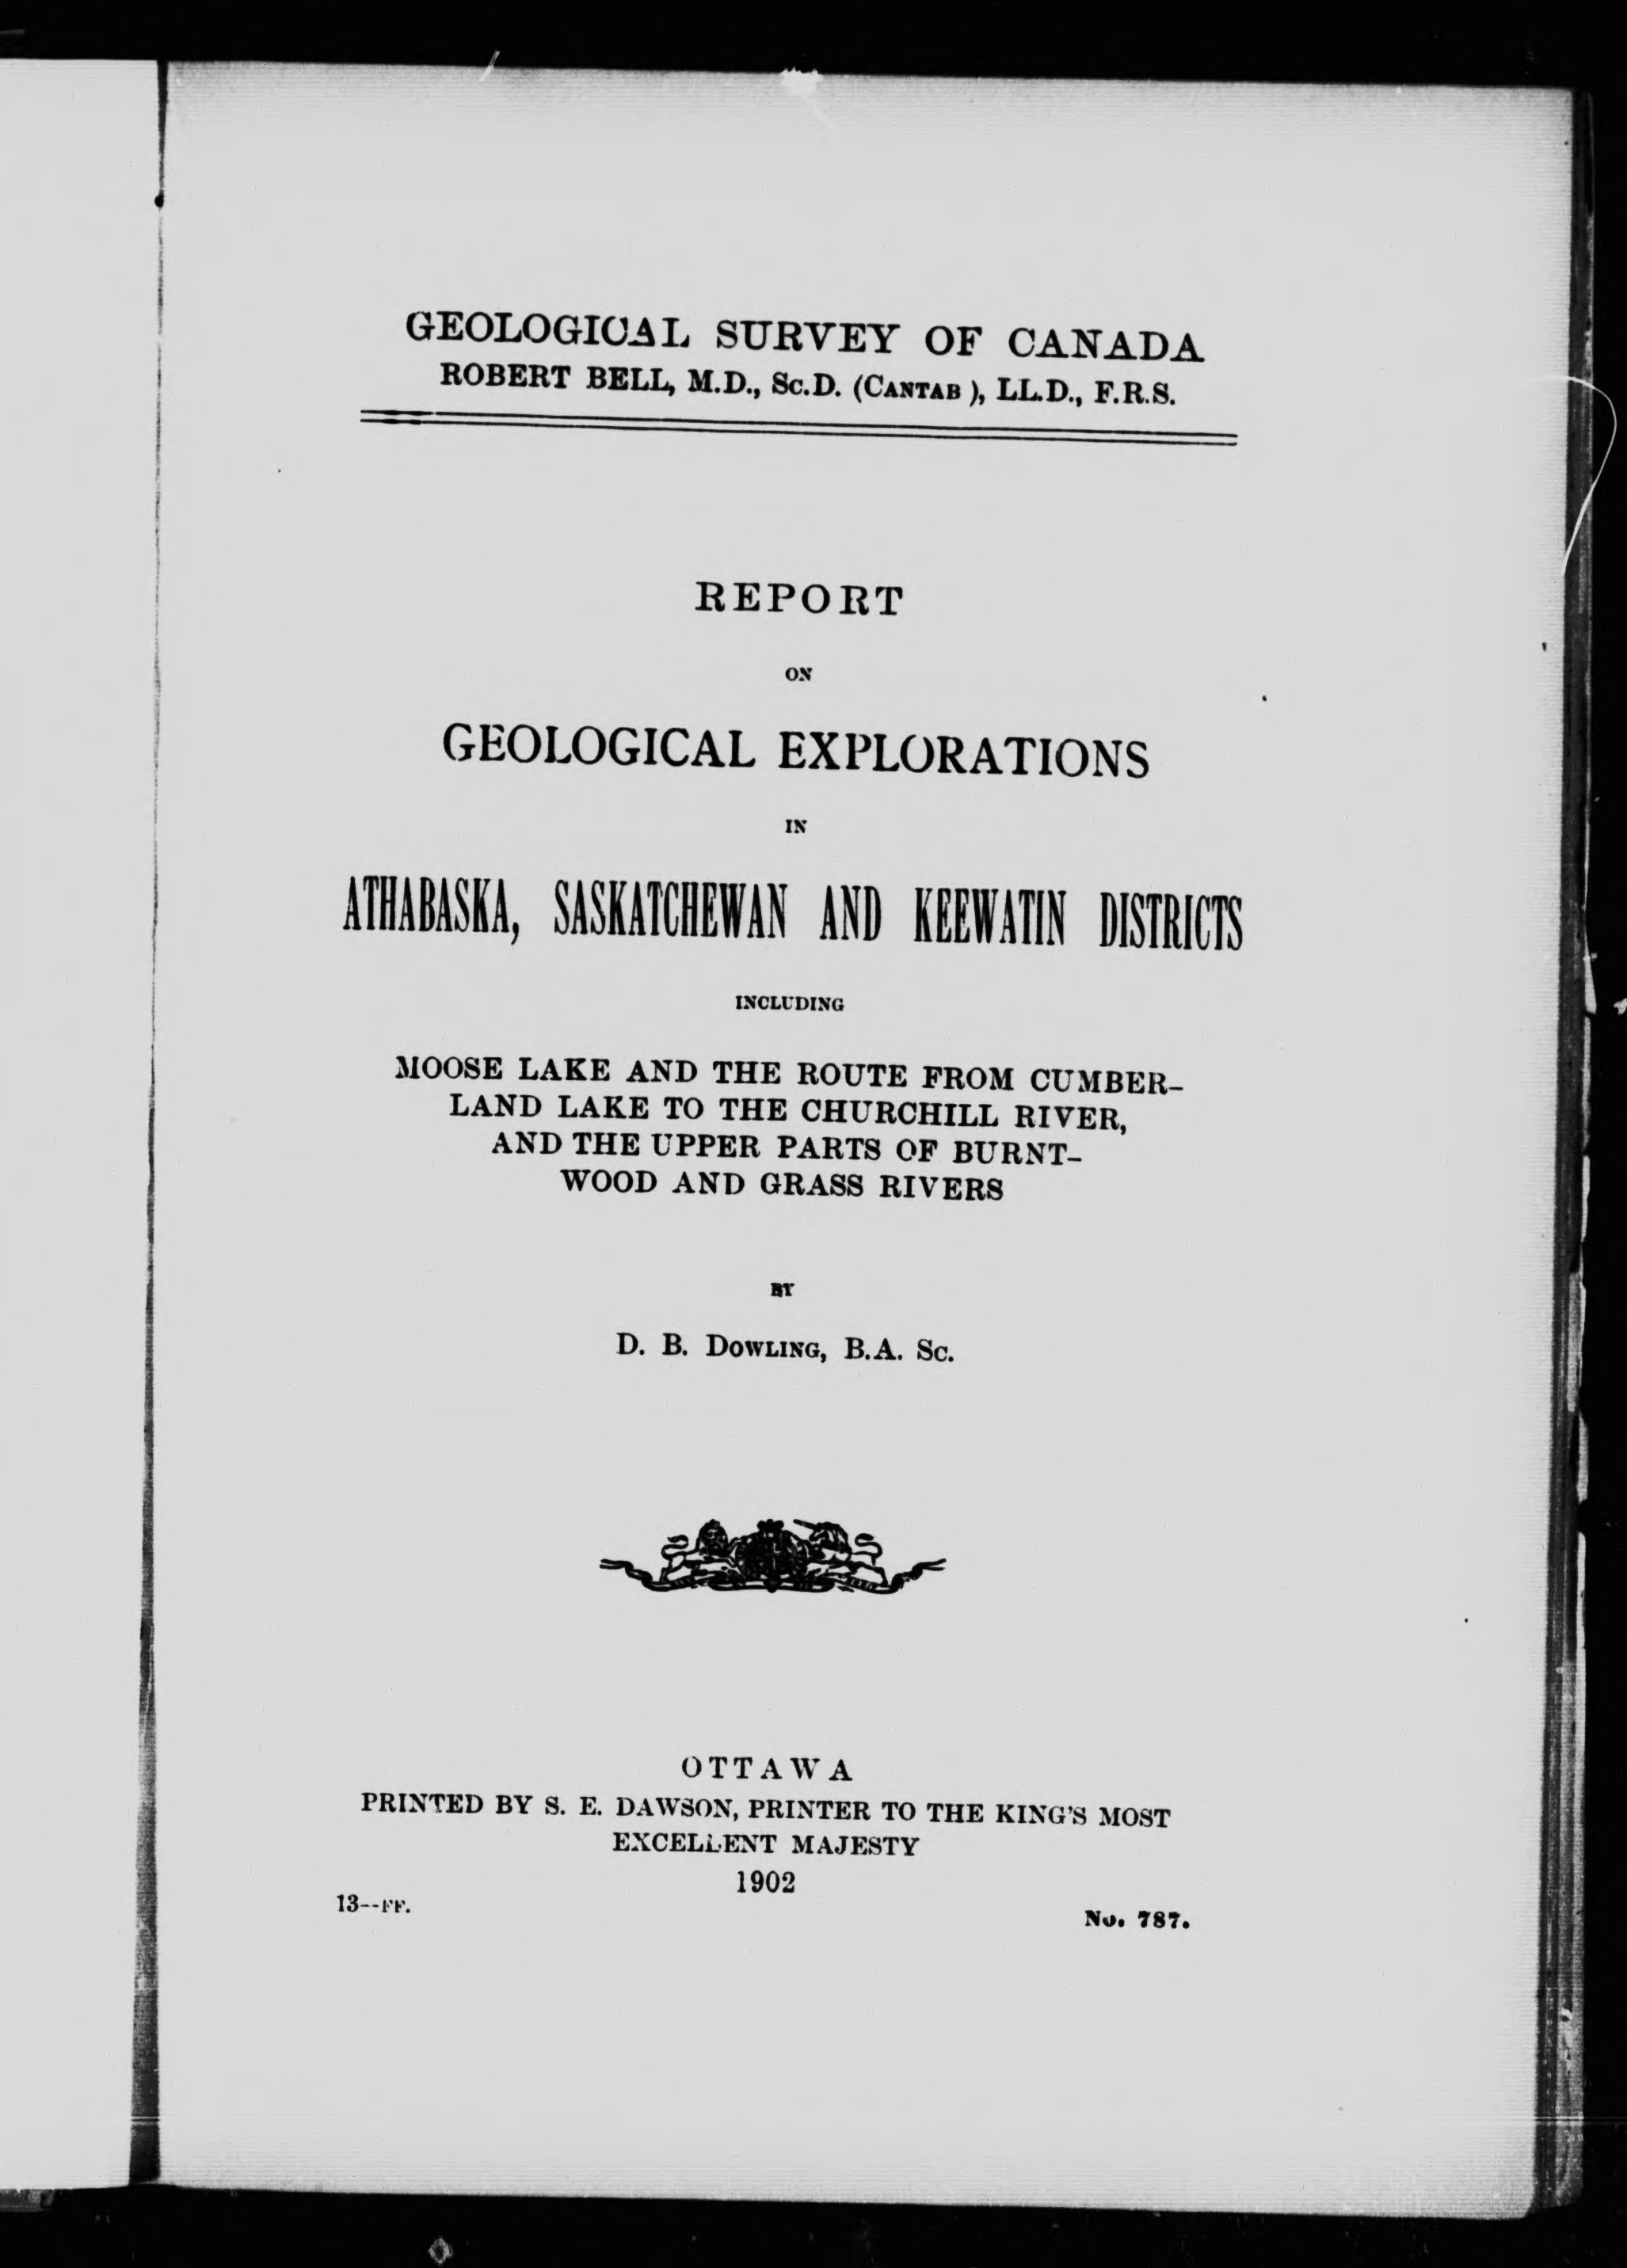 GEOLOGICAL SURVEY OF CANADA
ROBERT BELL, M.D., Sc.D. (Cantab ), LL.D., F.R.S.
REPORT
ON
GEOLOGICAL EXPLORATIONS
IN
ATHABASKA, SASKATCHEWAN AND KEEWATIN DISTRICTS
INCLUDING
MOOSE LAKE AND THE ROUTE FROM CUMBER-
LAND LAKE TO THE CHURCHILL RIVER,
AND THE UPPER PARTS OF BURNT-
WOOD AND GRASS RIVERS
BY
D. B. Dowling, B.A. Sc.
OTTAWA
PRINTED BY S. E. DAWSON, PRINTER TO THE KING'S MOST
EXCELLENT MAJESTY
1902
13--FF.
No. 787.